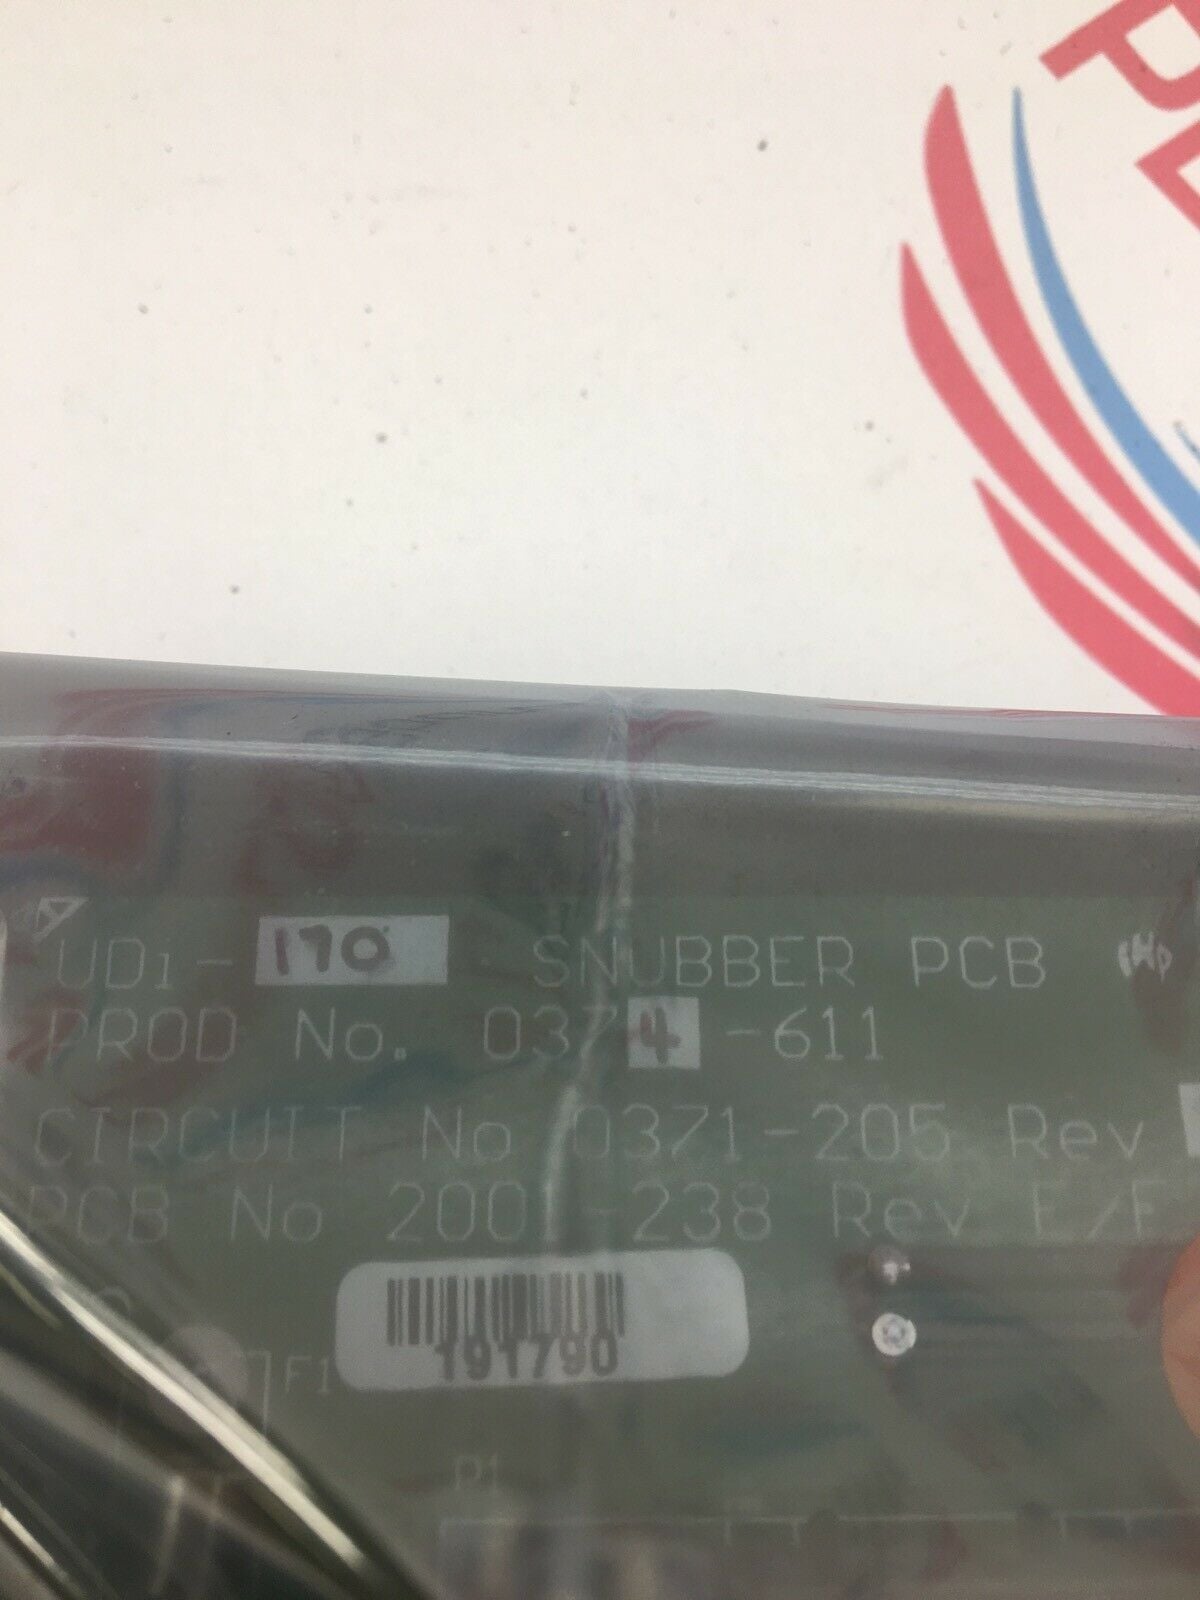 UDi-170 SNUBBER PCB
PROD No. 0374-611
CIRCUIT No 0371-205 Rev
PCB No 2001-238 Rev E/F
191790
F1
P1